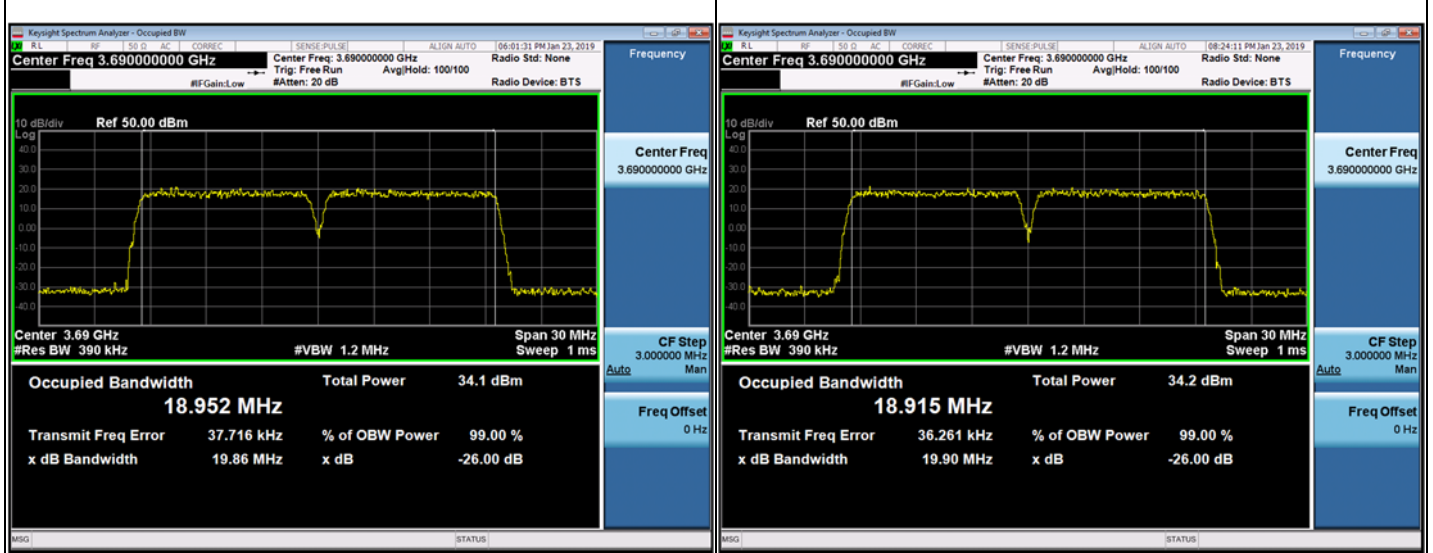 Keysight Spectrum Analyzer - Occupied BW
RL RF 50 Ω AC CORREC SENSE:PULSE ALIGN AUTO 06:01:31 PM Jan 23, 2019
Center Freq 3.690000000 GHz
Center Freq: 3.690000000 GHz Radio Std: None
Trig: Free Run Avg|Hold: 100/100
#IFGain:Low #Atten: 20 dB Radio Device: BTS
Frequency
10 dB/div Ref 50.00 dBm
Log
40.0
30.0
20.0
10.0
0.00
-10.0
-20.0
-30.0
-40.0
Center 3.69 GHz Span 30 MHz
#Res BW 390 kHz #VBW 1.2 MHz Sweep 1 ms
Center Freq
3.690000000 GHz
CF Step
3.000000 MHz
Auto Man
Freq Offset
0 Hz
Occupied Bandwidth Total Power 34.1 dBm
18.952 MHz
Transmit Freq Error 37.716 kHz % of OBW Power 99.00 %
x dB Bandwidth 19.86 MHz x dB -26.00 dB
MSG STATUS
Keysight Spectrum Analyzer - Occupied BW
RL RF 50 Ω AC CORREC SENSE:PULSE ALIGN AUTO 08:24:11 PM Jan 23, 2019
Center Freq 3.690000000 GHz
Center Freq: 3.690000000 GHz Radio Std: None
Trig: Free Run Avg|Hold: 100/100
#IFGain:Low #Atten: 20 dB Radio Device: BTS
Frequency
10 dB/div Ref 50.00 dBm
Log
40.0
30.0
20.0
10.0
0.00
-10.0
-20.0
-30.0
-40.0
Center 3.69 GHz Span 30 MHz
#Res BW 390 kHz #VBW 1.2 MHz Sweep 1 ms
Center Freq
3.690000000 GHz
CF Step
3.000000 MHz
Auto Man
Freq Offset
0 Hz
Occupied Bandwidth Total Power 34.2 dBm
18.915 MHz
Transmit Freq Error 36.261 kHz % of OBW Power 99.00 %
x dB Bandwidth 19.90 MHz x dB -26.00 dB
MSG STATUS